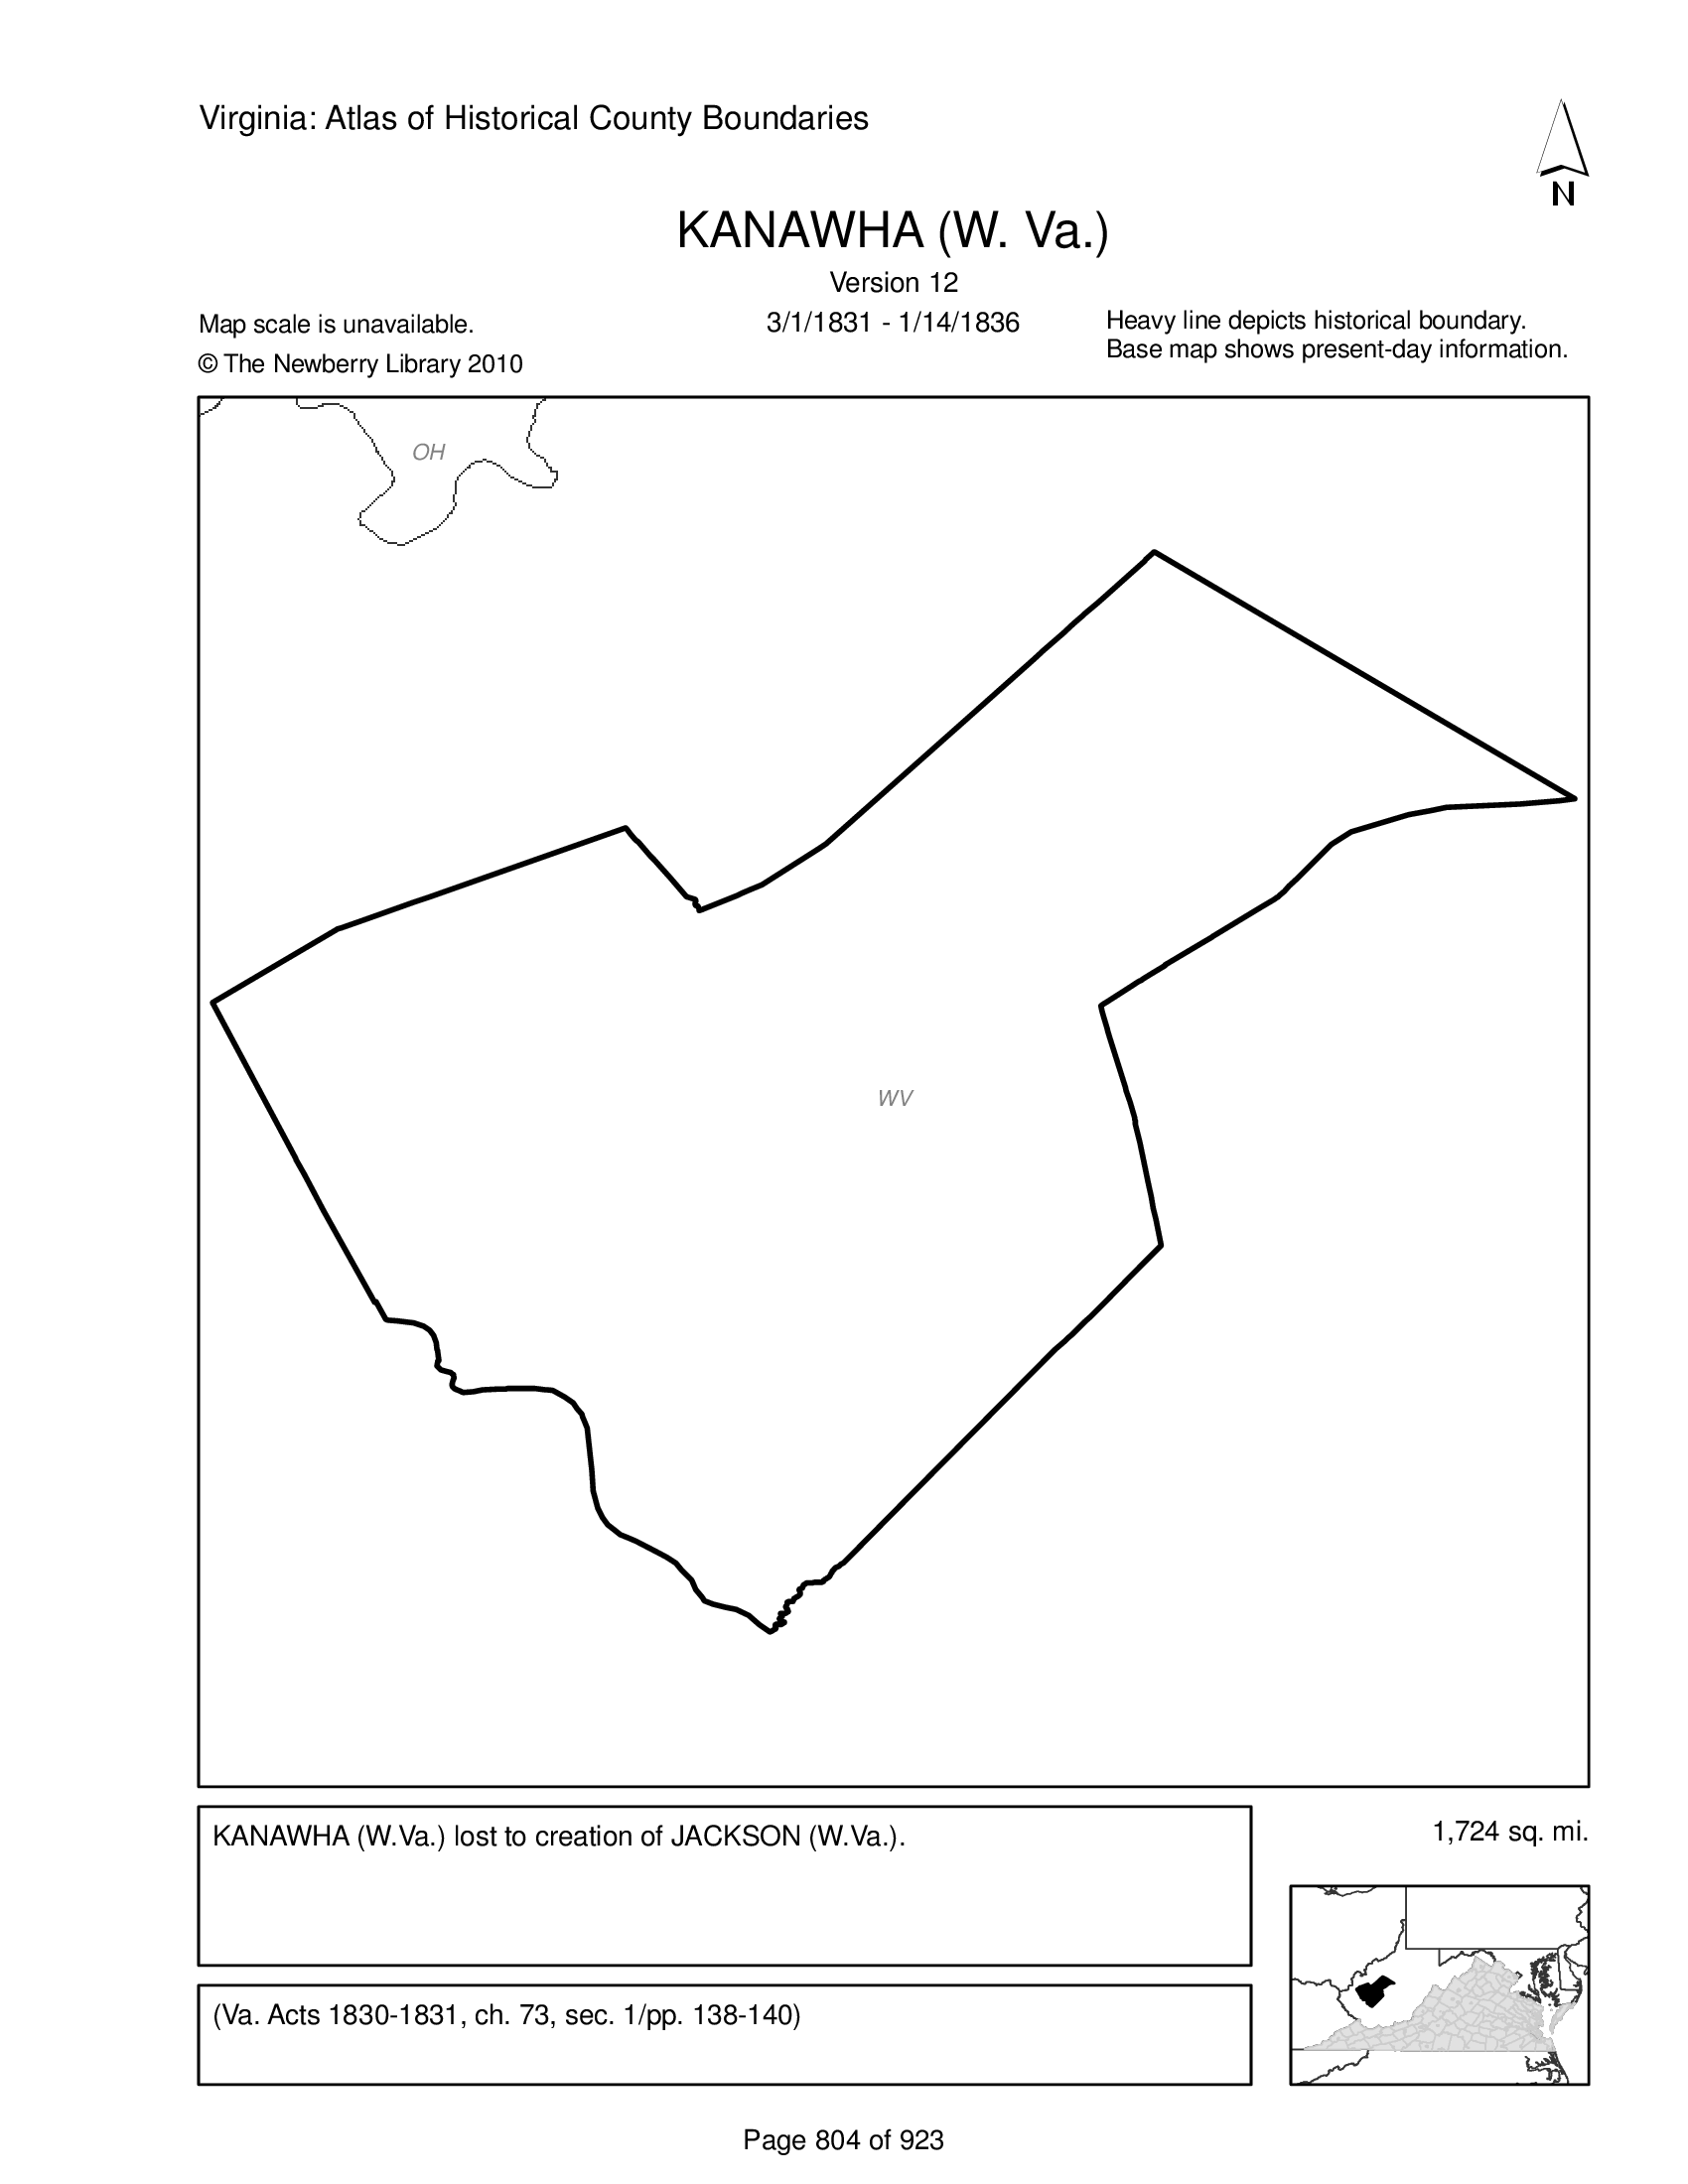 Virginia: Atlas of Historical County Boundaries
N
KANAWHA (W. Va.)
Version 12
Map scale is unavailable.
3/1/1831 - 1/14/1836
Heavy line depicts historical boundary.
Base map shows present-day information.
© The Newberry Library 2010
OH
WV
KANAWHA (W.Va.) lost to creation of JACKSON (W.Va.).
1,724 sq. mi.
(Va. Acts 1830-1831, ch. 73, sec. 1/pp. 138-140)
Page 804 of 923